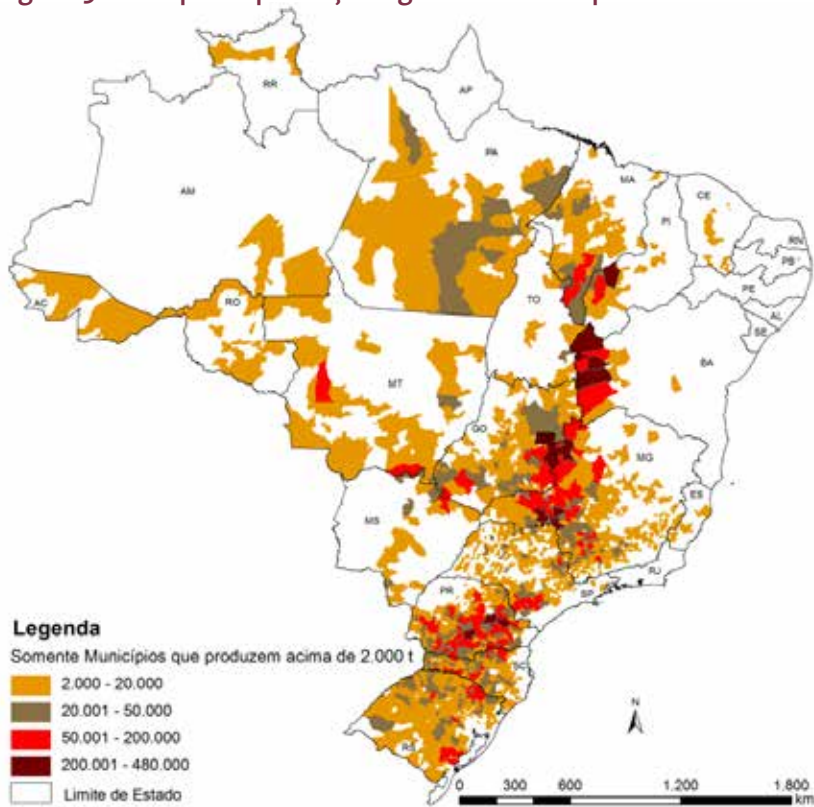 RR
AP
AM
PA
MA
CE
RN
PB
PI
PE
AL
SE
AC
RO
TO
BA
MT
GO
MG
ES
MS
RJ
SP
PR
SC
RS
Legenda
Somente Municípios que produzem acima de 2.000 t
2.000 - 20.000
20.001 - 50.000
50.001 - 200.000
200.001 - 480.000
Limite de Estado
N
0 300 600 1.200 1.800
km